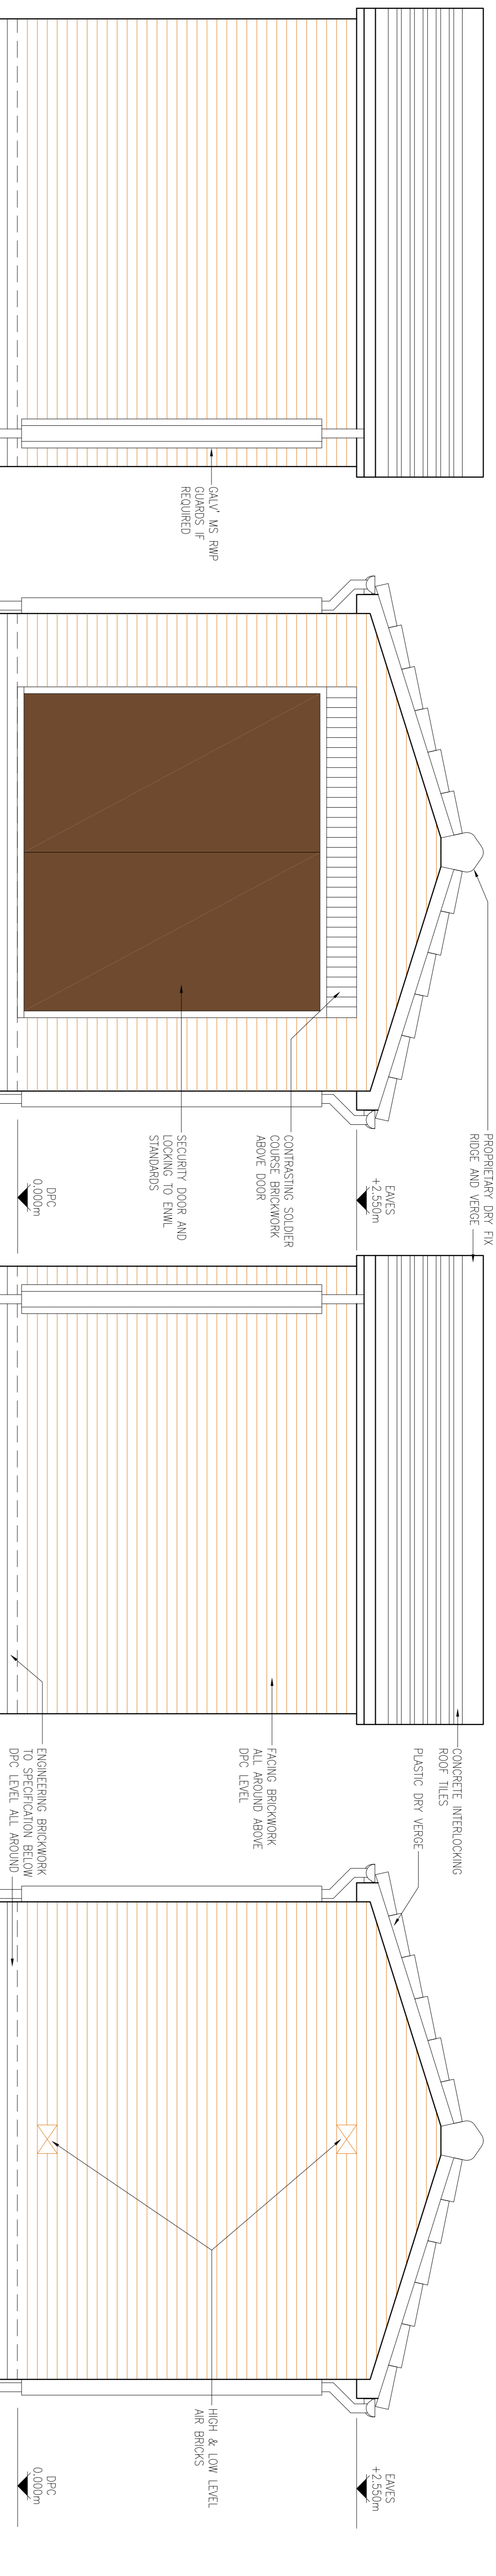 GALV' MS RWP
GUARDS IF
REQUIRED
PROPRIETARY DRY FIX
RIDGE AND VERGE
EAVES
+2.550m
CONTRASTING SOLDIER
COURSE BRICKWORK
ABOVE DOOR
SECURITY DOOR AND
LOCKING TO ENWL
STANDARDS
DPC
0.000m
CONCRETE INTERLOCKING
ROOF TILES
PLASTIC DRY VERGE
FACING BRICKWORK
ALL AROUND ABOVE
DPC LEVEL
ENGINEERING BRICKWORK
TO SPECIFICATION BELOW
DPC LEVEL ALL AROUND
HIGH & LOW LEVEL
AIR BRICKS
EAVES
+2.550m
DPC
0.000m